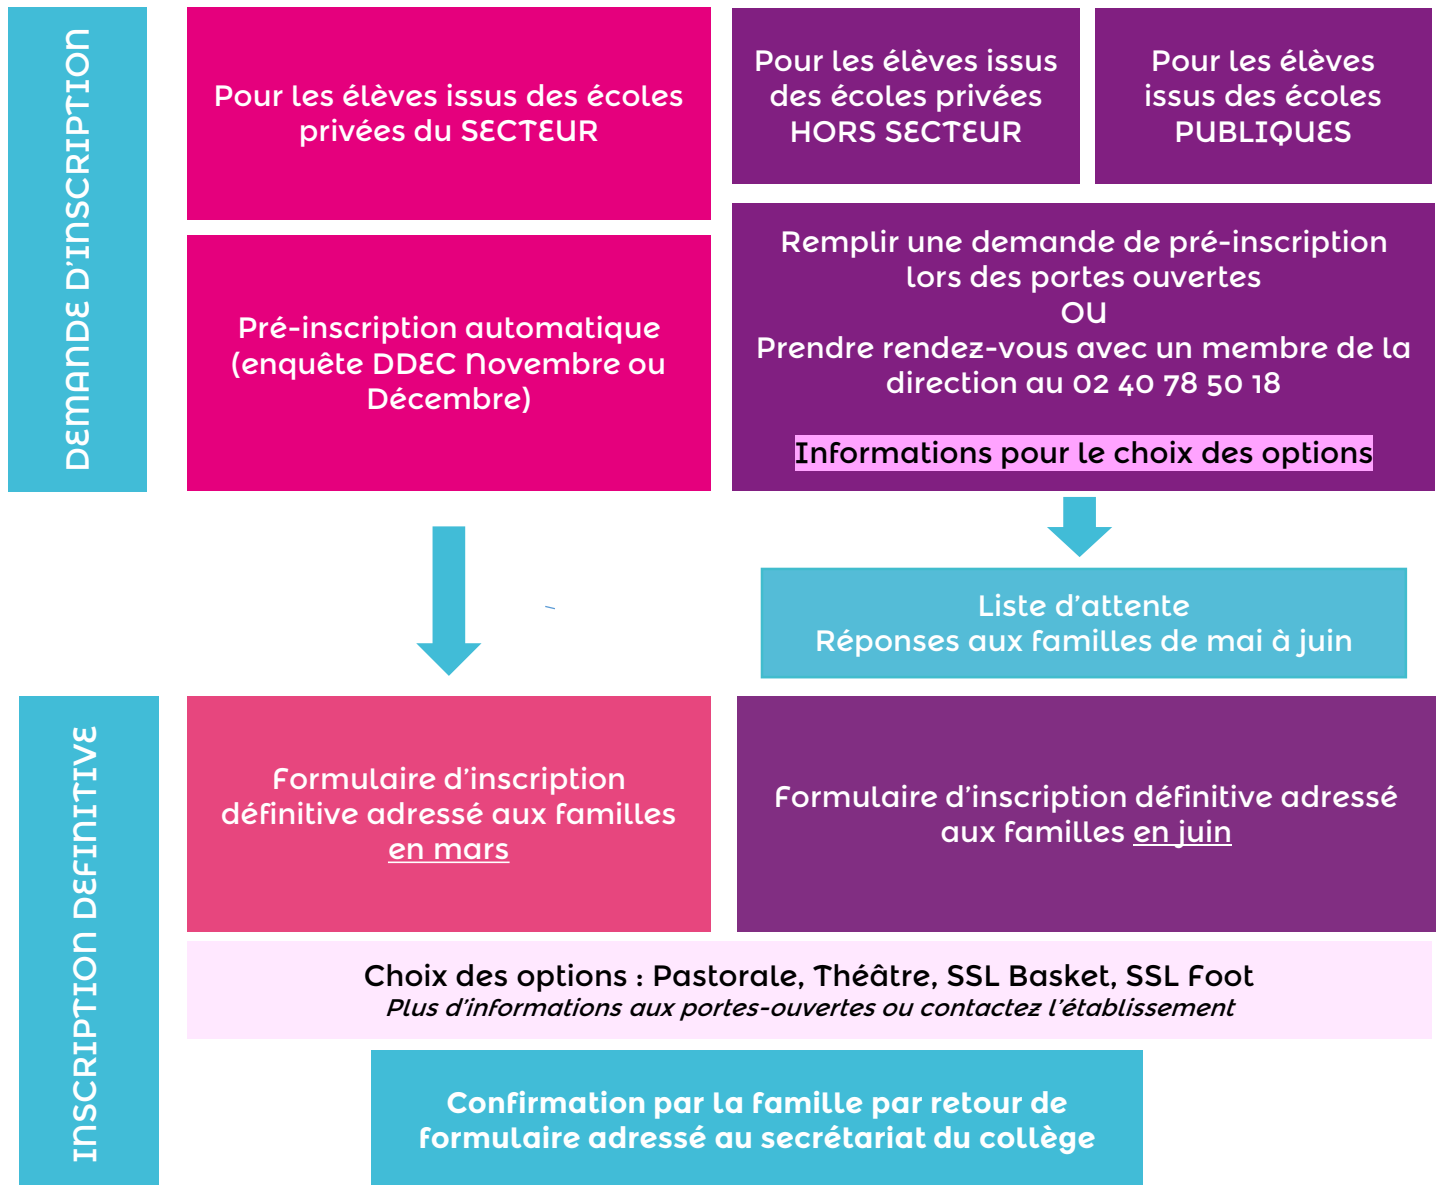 DEMANDE D'INSCRIPTION
Pour les élèves issus des écoles
privées du SECTEUR
Pour les élèves issus
des écoles privées
HORS SECTEUR
Pour les élèves
issus des écoles
PUBLIQUES
Pré-inscription automatique
(enquête DDEC Novembre ou
Décembre)
Remplir une demande de pré-inscription
lors des portes ouvertes
OU
Prendre rendez-vous avec un membre de la
direction au 02 40 78 50 18
Informations pour le choix des options
Liste d'attente
Réponses aux familles de mai à juin
INSCRIPTION DEFINITIVE
Formulaire d'inscription
définitive adressé aux familles
en mars
Formulaire d'inscription définitive adressé
aux familles en juin
Choix des options : Pastorale, Théâtre, SSL Basket, SSL Foot
Plus d'informations aux portes-ouvertes ou contactez l'établissement
Confirmation par la famille par retour de
formulaire adressé au secrétariat du collège